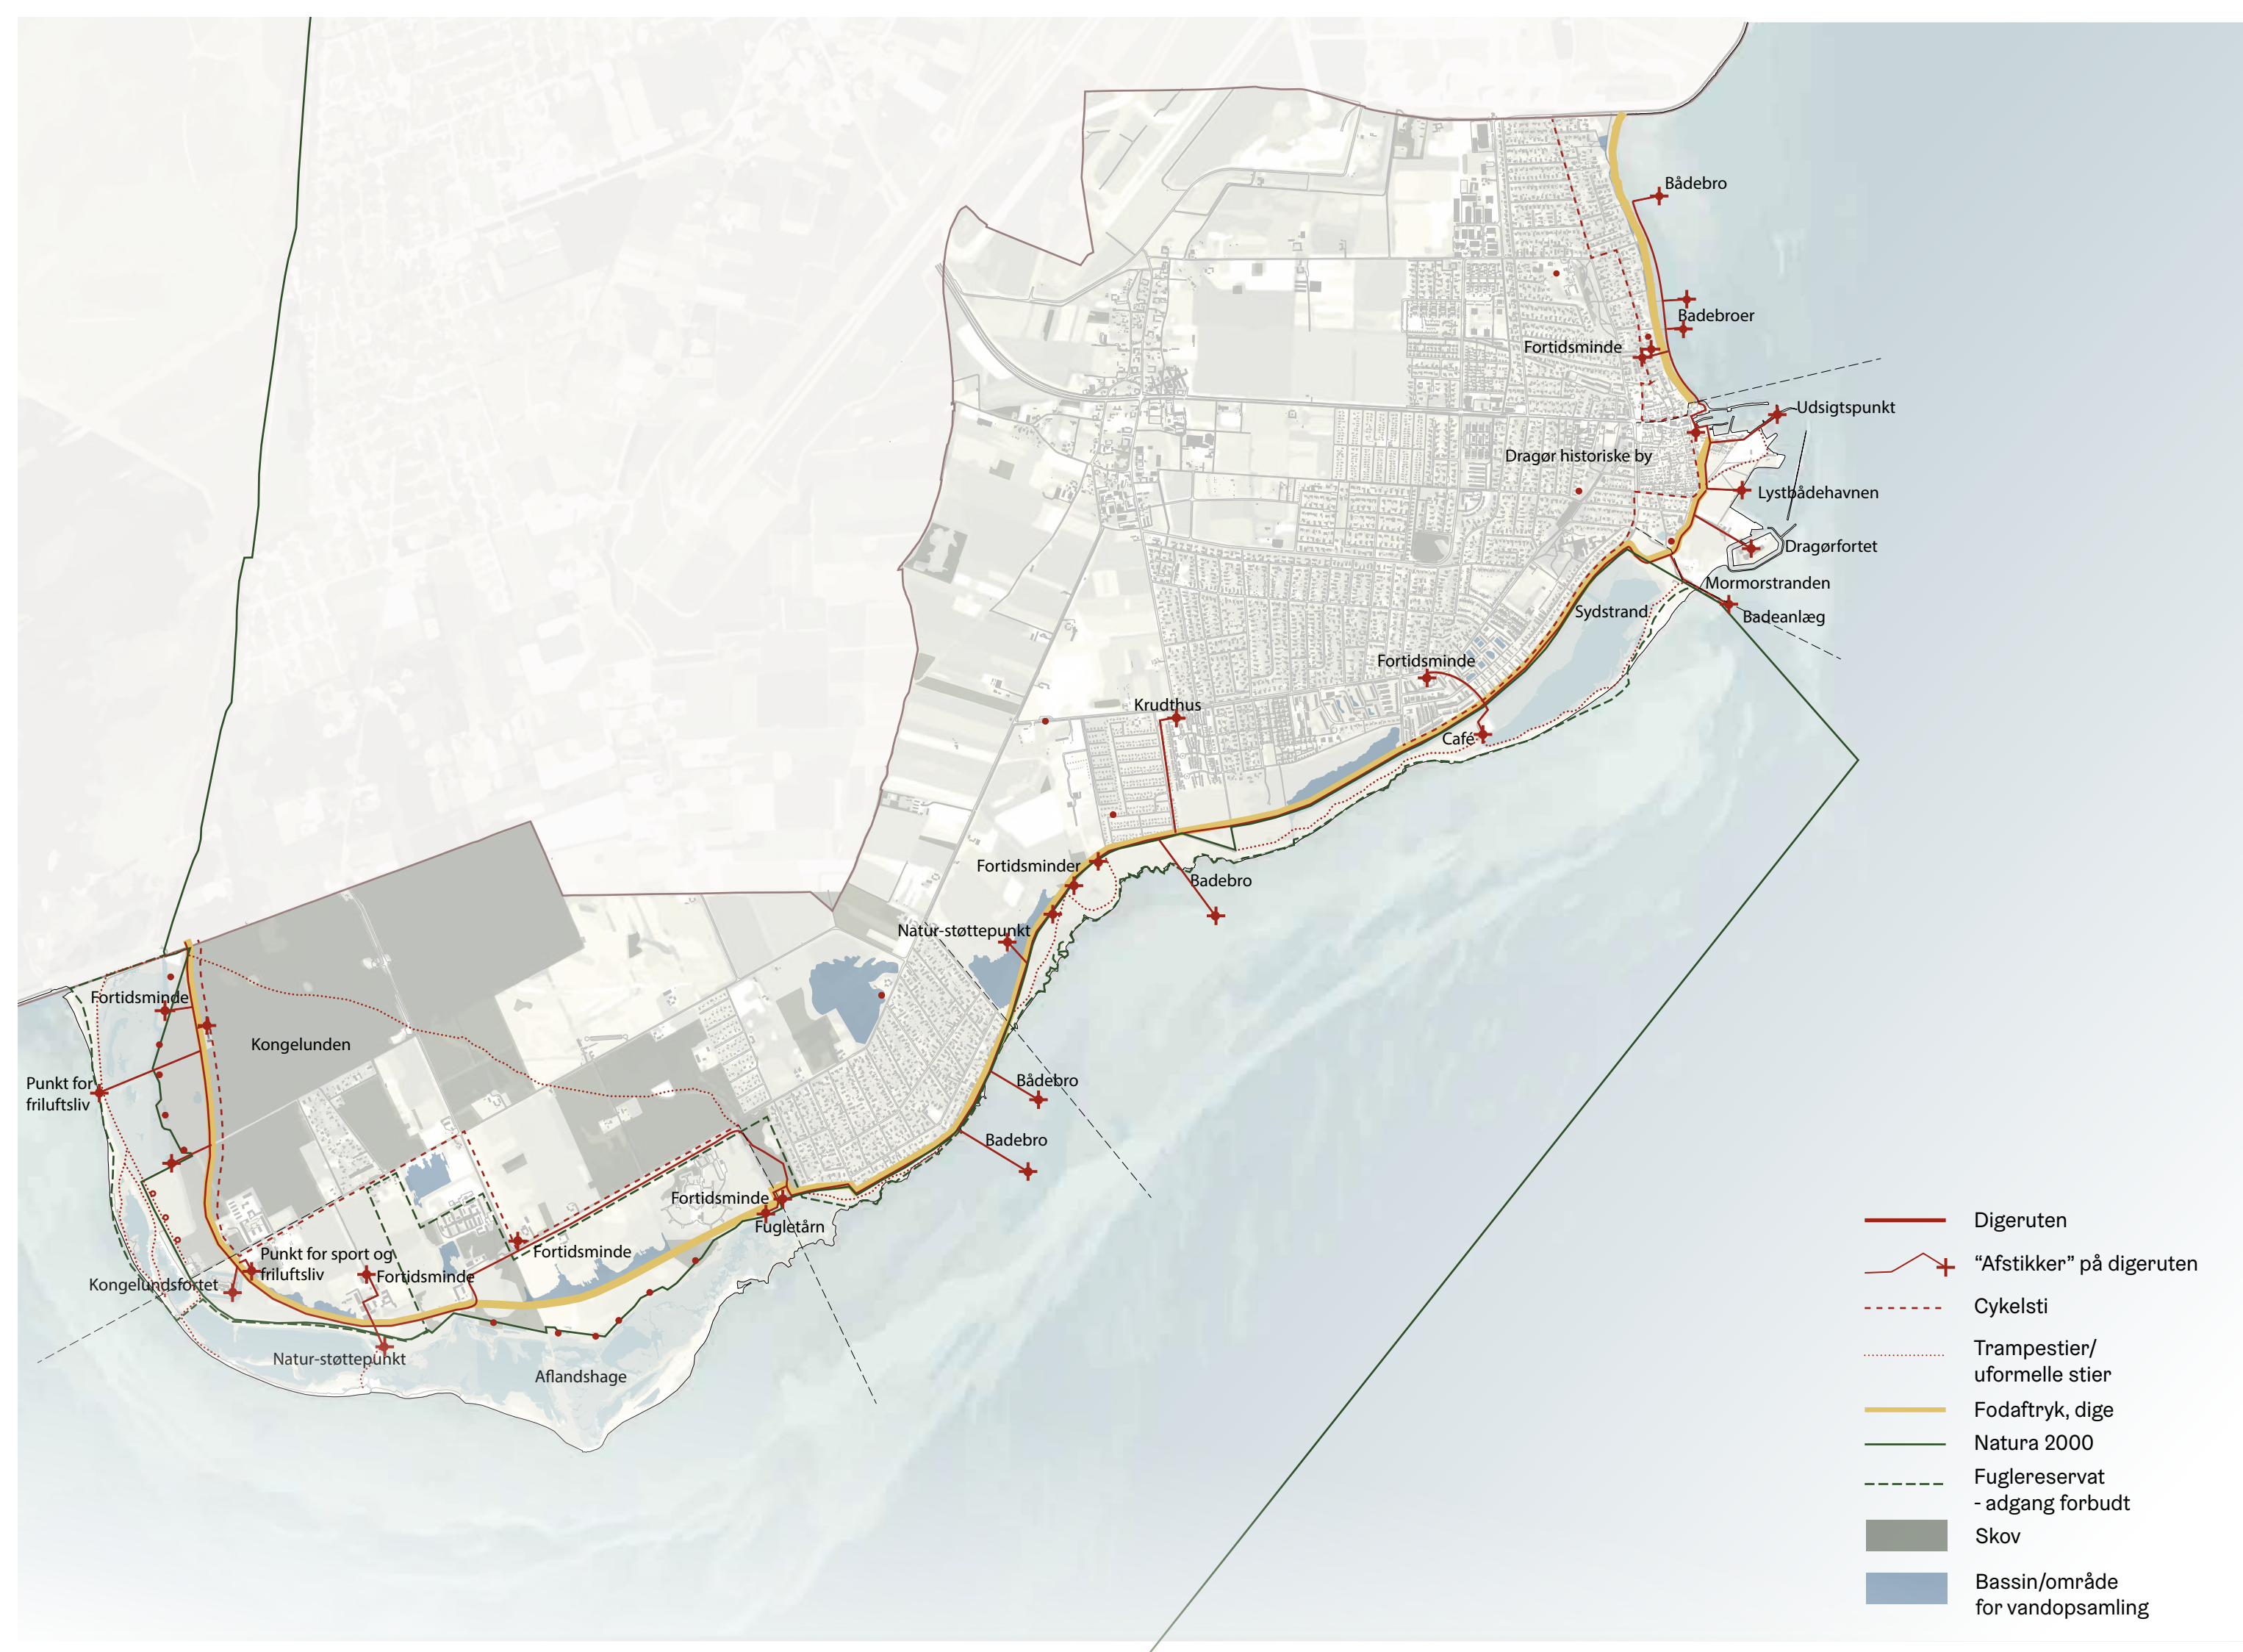 Bådebro
Badebroer
Fortidsminde
Udsigtspunkt
Dragør historiske by
Lystbådehavnen
Dragørfortet
Mormorstranden
Sydstrand
Badeanlæg
Fortidsminde
Krudthus
Café
Fortidsminder
Badebro
Natur-støttepunkt
Fortidsminde
Kongelunden
Punkt for
friluftsliv
Bådebro
Badebro
Fortidsminde
Fugletårn
Punkt for sport og
friluftsliv
Fortidsminde
Fortidsminde
Kongelundsfortet
Natur-støttepunkt
Aflandshage
Digeruten
“Afstikker” på digeruten
Cykelsti
Trampestier/
uformelle stier
Fodaftryk, dige
Natura 2000
Fuglereservat
- adgang forbudt
Skov
Bassin/område
for vandopsamling